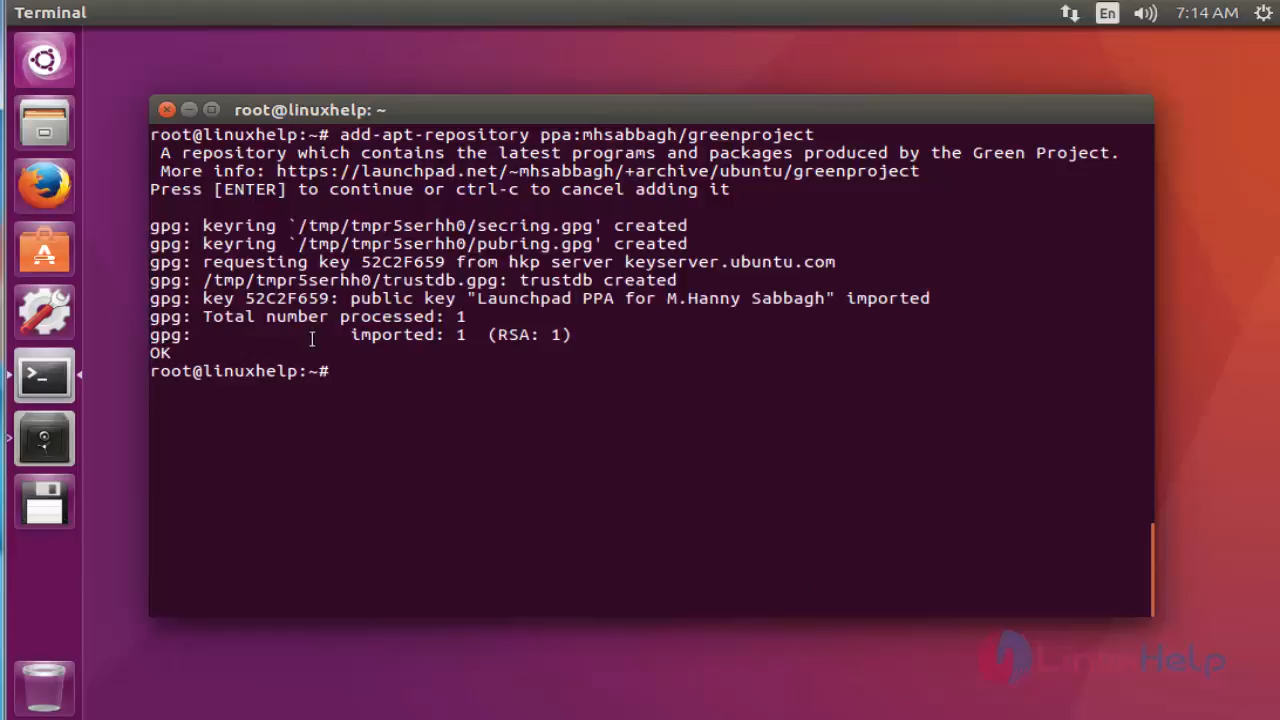 Terminal
En
7:14 AM
root@linuxhelp: ~
root@linuxhelp:~# add-apt-repository ppa:mhsabbagh/greenproject
A repository which contains the latest programs and packages produced by the Green Project.
More info: https://launchpad.net/~mhsabbagh/+archive/ubuntu/greenproject
Press [ENTER] to continue or ctrl-c to cancel adding it
gpg: keyring `/tmp/tmpr5serhh0/secring.gpg' created
gpg: keyring `/tmp/tmpr5serhh0/pubring.gpg' created
gpg: requesting key 52C2F659 from hkp server keyserver.ubuntu.com
gpg: /tmp/tmpr5serhh0/trustdb.gpg: trustdb created
gpg: key 52C2F659: public key "Launchpad PPA for M.Hanny Sabbagh" imported
gpg: Total number processed: 1
gpg:               imported: 1  (RSA: 1)
OK
root@linuxhelp:~#
LinuxHelp